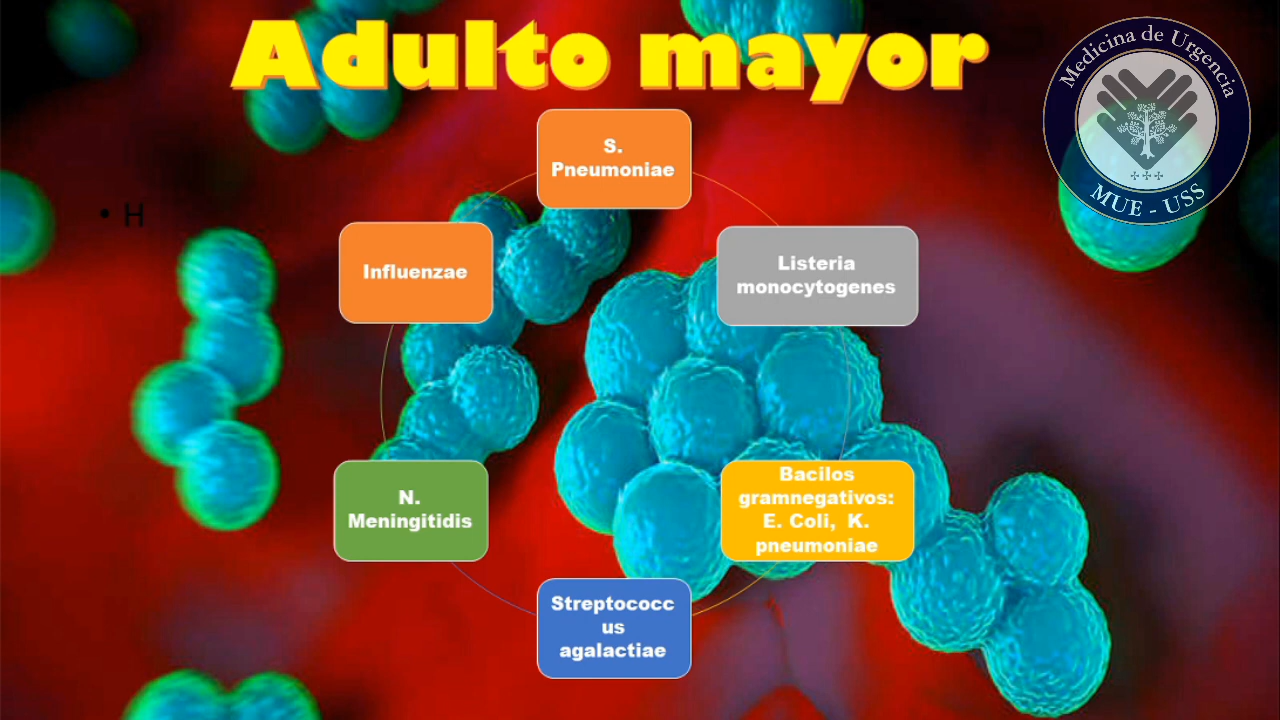 Adulto mayor
Medicina de Urgencia
MUE - USS
S.
Pneumoniae
• H
Influenzae
Listeria
monocytogenes
N.
Meningitidis
Bacilos
gramnegativos:
E. Coli, K.
pneumoniae
Streptococc
us
agalactiae